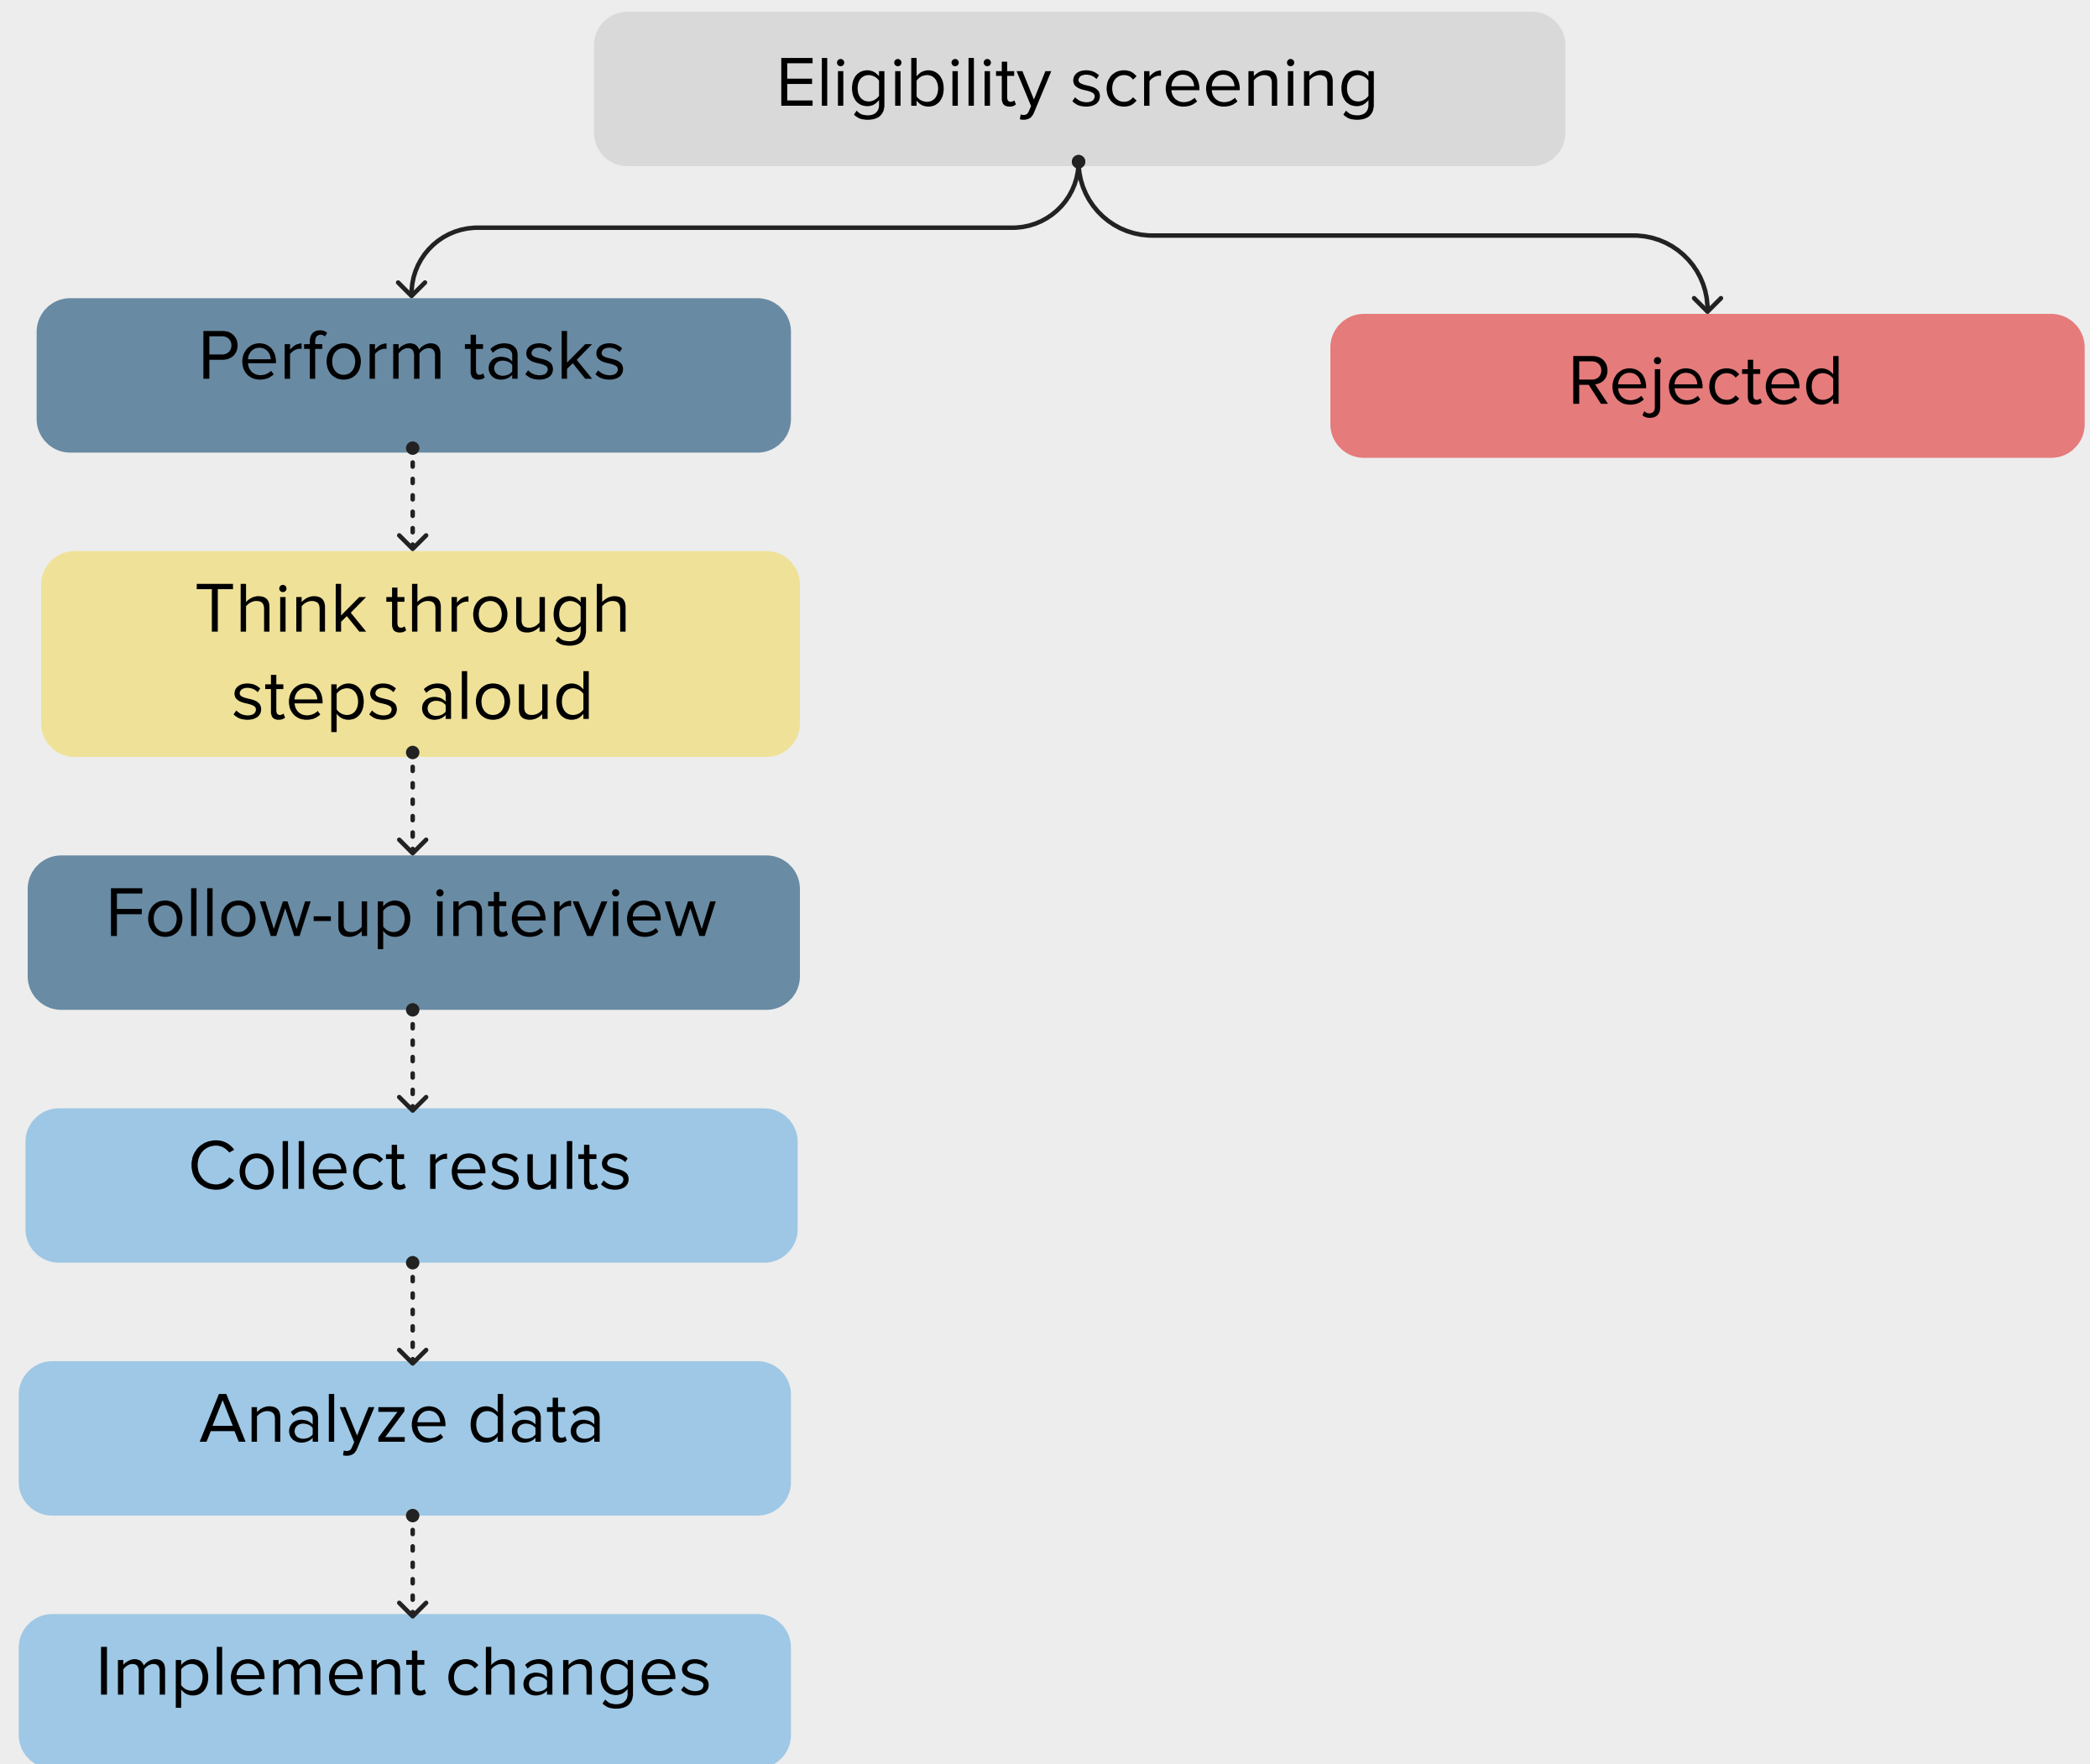 Eligibility screening
Perform tasks
Rejected
Think through
steps aloud
Follow-up interview
Collect results
Analyze data
Implement changes